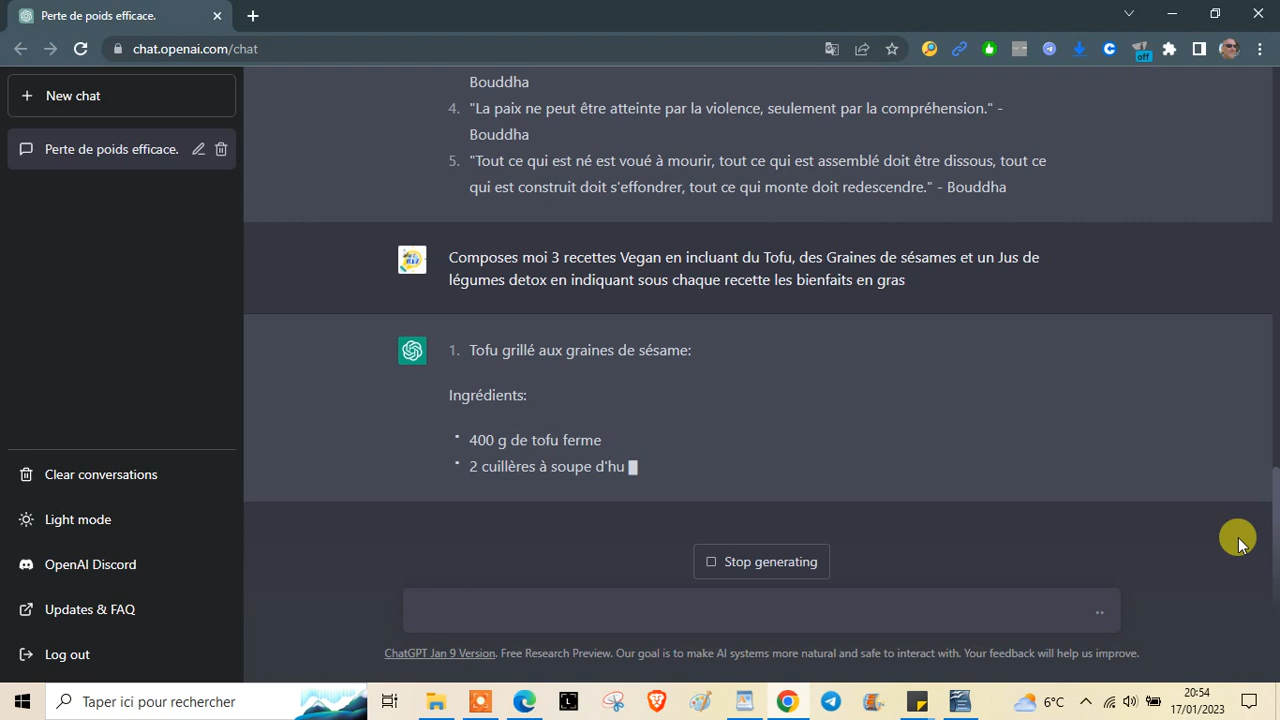 Perte de poids efficace.
chat.openai.com/chat
off
New chat
Perte de poids efficace.
Clear conversations
Light mode
OpenAI Discord
Updates & FAQ
Log out
Bouddha
4. "La paix ne peut être atteinte par la violence, seulement par la compréhension." -
Bouddha
5. "Tout ce qui est né est voué à mourir, tout ce qui est assemblé doit être dissous, tout ce
qui est construit doit s'effondrer, tout ce qui monte doit redescendre." - Bouddha
Composes moi 3 recettes Vegan en incluant du Tofu, des Graines de sésames et un Jus de
légumes detox en indiquant sous chaque recette les bienfaits en gras
1. Tofu grillé aux graines de sésame:
Ingrédients:
• 400 g de tofu ferme
• 2 cuillères à soupe d'hu
Stop generating
ChatGPT Jan 9 Version. Free Research Preview. Our goal is to make AI systems more natural and safe to interact with. Your feedback will help us improve.
Taper ici pour rechercher
6°C
20:54
17/01/2023